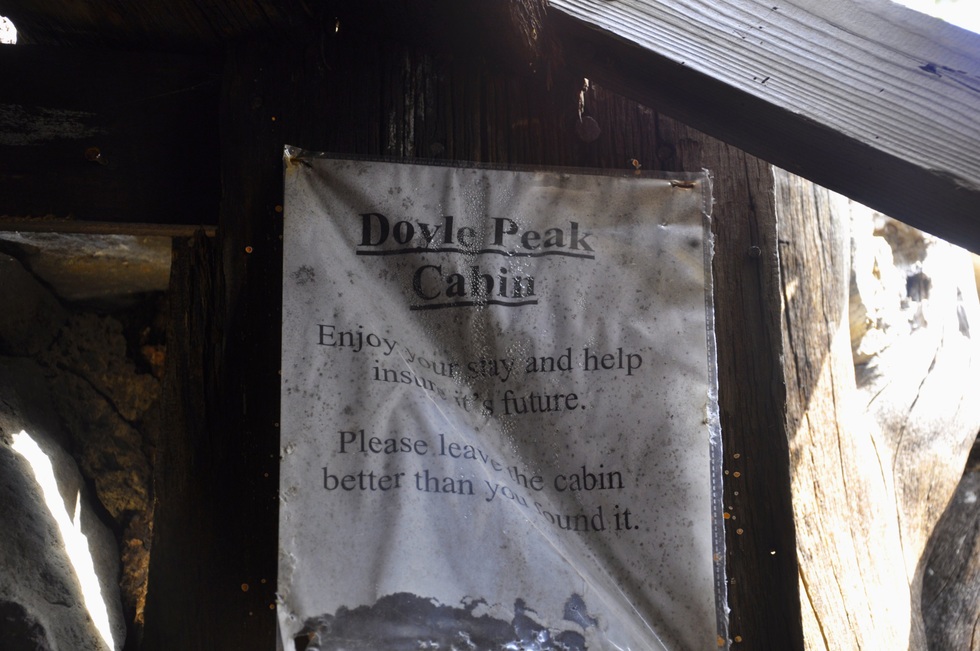 Doyle Peak
Cabin
Enjoy your stay and help
insure it's future.
Please leave the cabin
better than you found it.